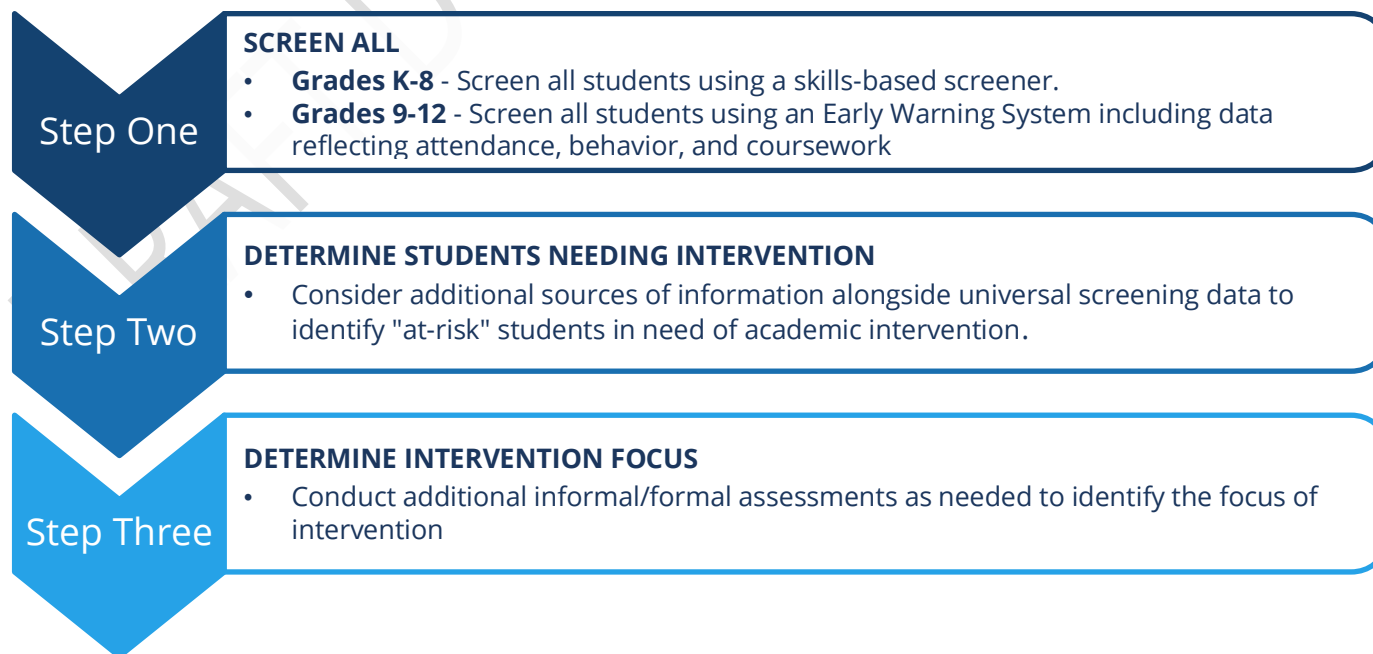 Step One
SCREEN ALL
• Grades K-8 - Screen all students using a skills-based screener.
• Grades 9-12 - Screen all students using an Early Warning System including data
reflecting attendance, behavior, and coursework
Step Two
DETERMINE STUDENTS NEEDING INTERVENTION
• Consider additional sources of information alongside universal screening data to
identify "at-risk" students in need of academic intervention.
Step Three
DETERMINE INTERVENTION FOCUS
• Conduct additional informal/formal assessments as needed to identify the focus of
intervention